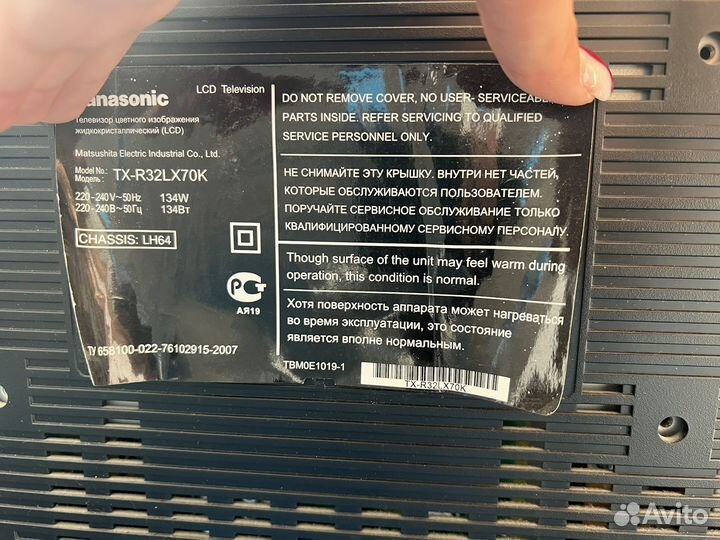 LCD Television
Panasonic
Телевизор цветного изображения
жидкокристаллический (LCD)
Matsushita Electric Industrial Co., Ltd.
Model No.:
Модель: TX-R32LX70K
220-240V~50Hz 134W
220-240В~50Гц 134Вт
CHASSIS: LH64
PCT
АЯ19
ТУ 658100-022-76102915-2007
DO NOT REMOVE COVER, NO USER- SERVICEABLE
PARTS INSIDE. REFER SERVICING TO QUALIFIED
SERVICE PERSONNEL ONLY.
НЕ СНИМАЙТЕ ЭТУ КРЫШКУ. ВНУТРИ НЕТ ЧАСТЕЙ,
КОТОРЫЕ ОБСЛУЖИВАЮТСЯ ПОЛЬЗОВАТЕЛЕМ.
ПОРУЧАЙТЕ СЕРВИСНОЕ ОБСЛУЖИВАНИЕ ТОЛЬКО
КВАЛИФИЦИРОВАННОМУ СЕРВИСНОМУ ПЕРСОНАЛУ.
Though surface of the unit may feel warm during
operation, this condition is normal.
Хотя поверхность аппарата может нагреваться
во время эксплуатации, это состояние
является вполне нормальным.
TBM0E1019-1
TX-R32LX70K
Avito